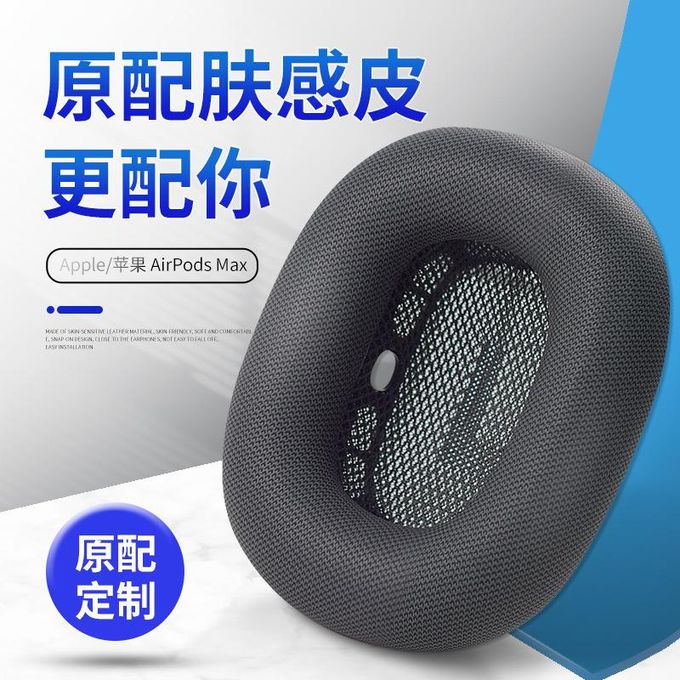 原配肤感皮
更配你
Apple/苹果 AirPods Max
MADE OF SKIN-SENSITIVE LEATHER MATERIAL, SKIN-FRIENDLY, SOFT AND COMFORTABL
E, SNAP-ON DESIGN, CLOSE TO THE EARPHONES, NOT EASY TO FALL OFF,
EASY INSTALLATION
原配
定制